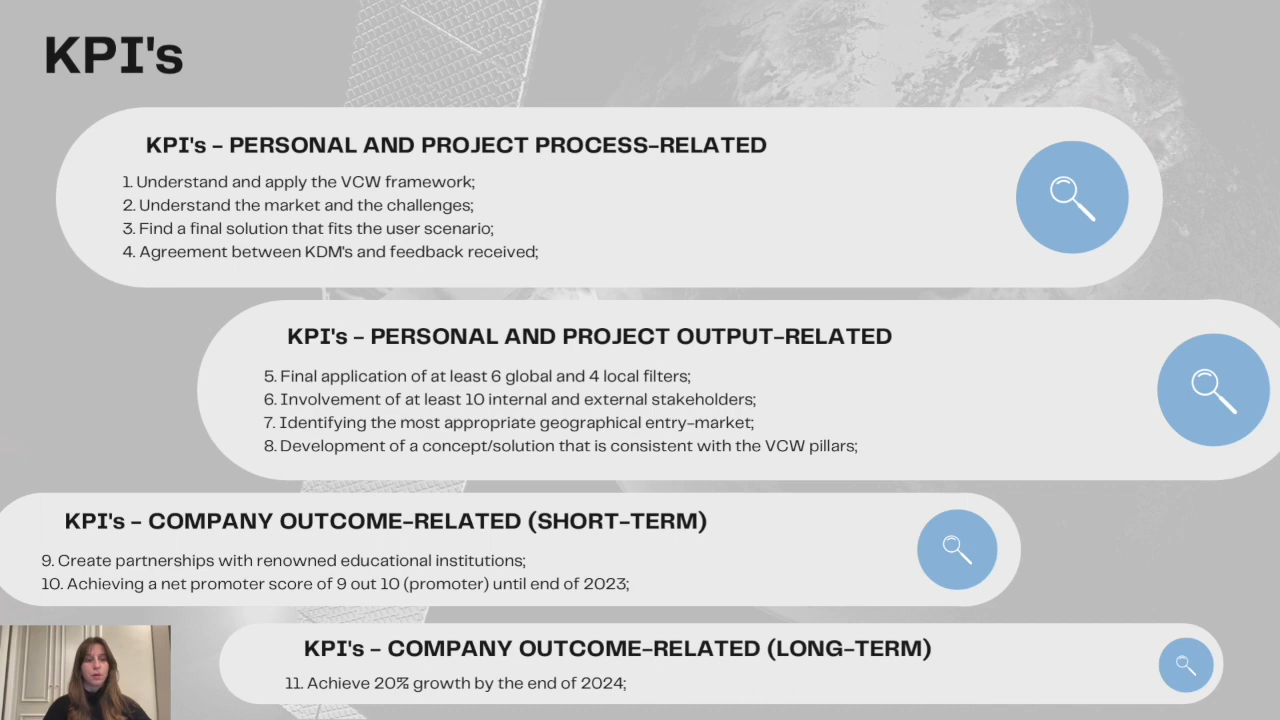 KPI's
KPI's - PERSONAL AND PROJECT PROCESS-RELATED
1. Understand and apply the VCW framework;
2. Understand the market and the challenges;
3. Find a final solution that fits the user scenario;
4. Agreement between KDM's and feedback received;
KPI's - PERSONAL AND PROJECT OUTPUT-RELATED
5. Final application of at least 6 global and 4 local filters;
6. Involvement of at least 10 internal and external stakeholders;
7. Identifying the most appropriate geographical entry-market;
8. Development of a concept/solution that is consistent with the VCW pillars;
KPI's - COMPANY OUTCOME-RELATED (SHORT-TERM)
9. Create partnerships with renowned educational institutions;
10. Achieving a net promoter score of 9 out 10 (promoter) until end of 2023;
KPI's - COMPANY OUTCOME-RELATED (LONG-TERM)
11. Achieve 20% growth by the end of 2024;